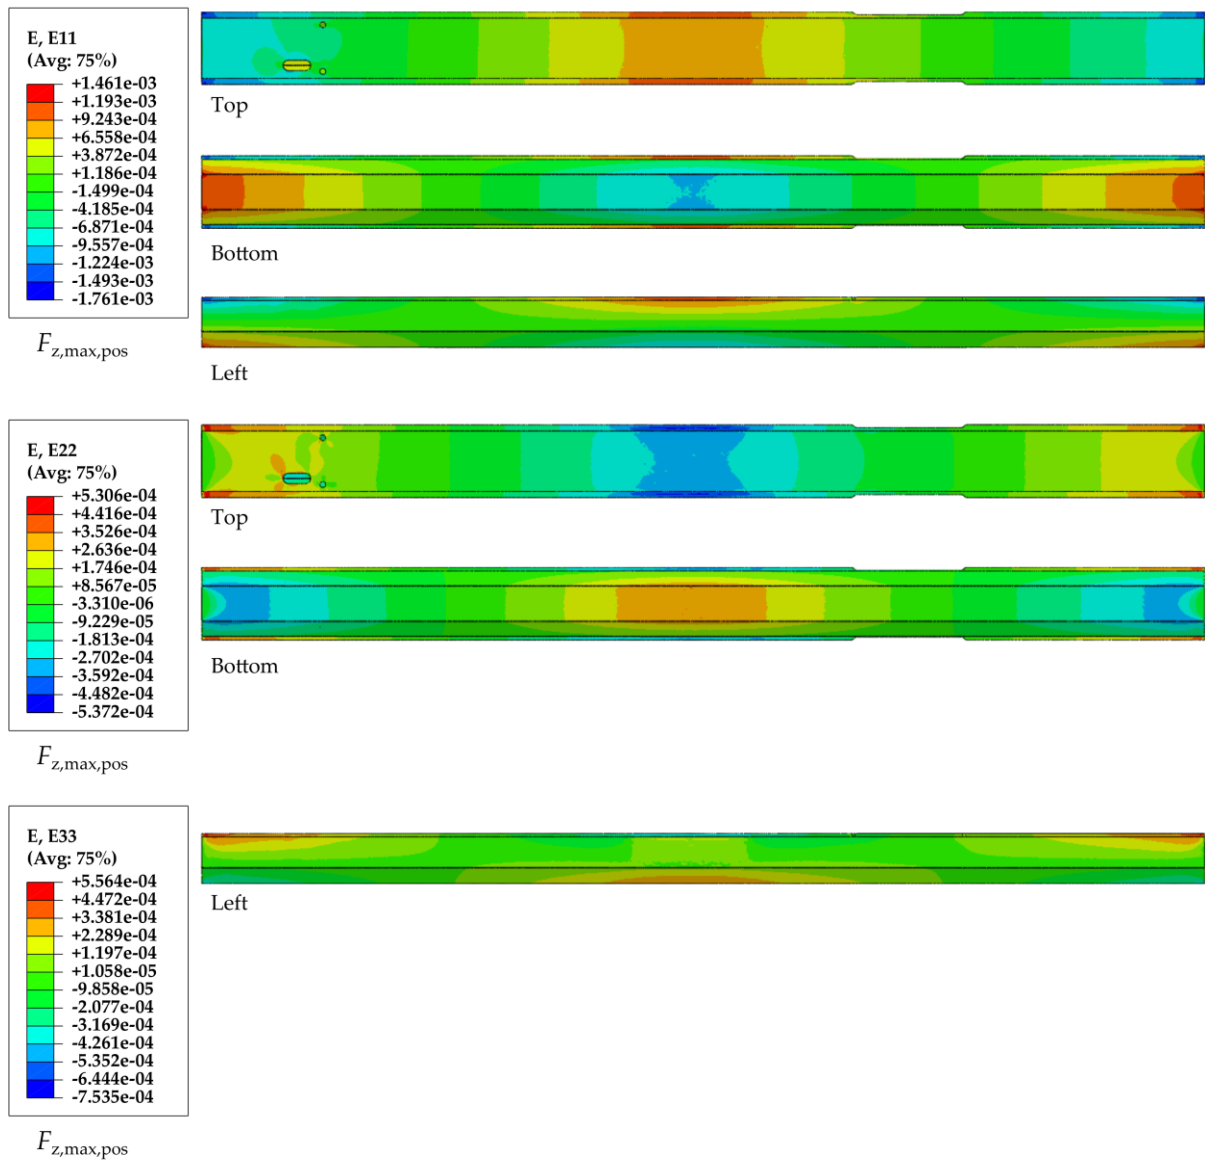 E, E11
(Avg: 75%)
+1.461e-03
+1.193e-03
+9.243e-04
+6.558e-04
+3.872e-04
+1.186e-04
-1.499e-04
-4.185e-04
-6.871e-04
-9.557e-04
-1.224e-03
-1.493e-03
-1.761e-03
Fz,max,pos
Top
Bottom
Left
E, E22
(Avg: 75%)
+5.306e-04
+4.416e-04
+3.526e-04
+2.636e-04
+1.746e-04
+8.567e-05
-3.310e-06
-9.229e-05
-1.813e-04
-2.702e-04
-3.592e-04
-4.482e-04
-5.372e-04
Fz,max,pos
Top
Bottom
E, E33
(Avg: 75%)
+5.564e-04
+4.472e-04
+3.381e-04
+2.289e-04
+1.197e-04
+1.058e-05
-9.858e-05
-2.077e-04
-3.169e-04
-4.261e-04
-5.352e-04
-6.444e-04
-7.535e-04
Fz,max,pos
Left